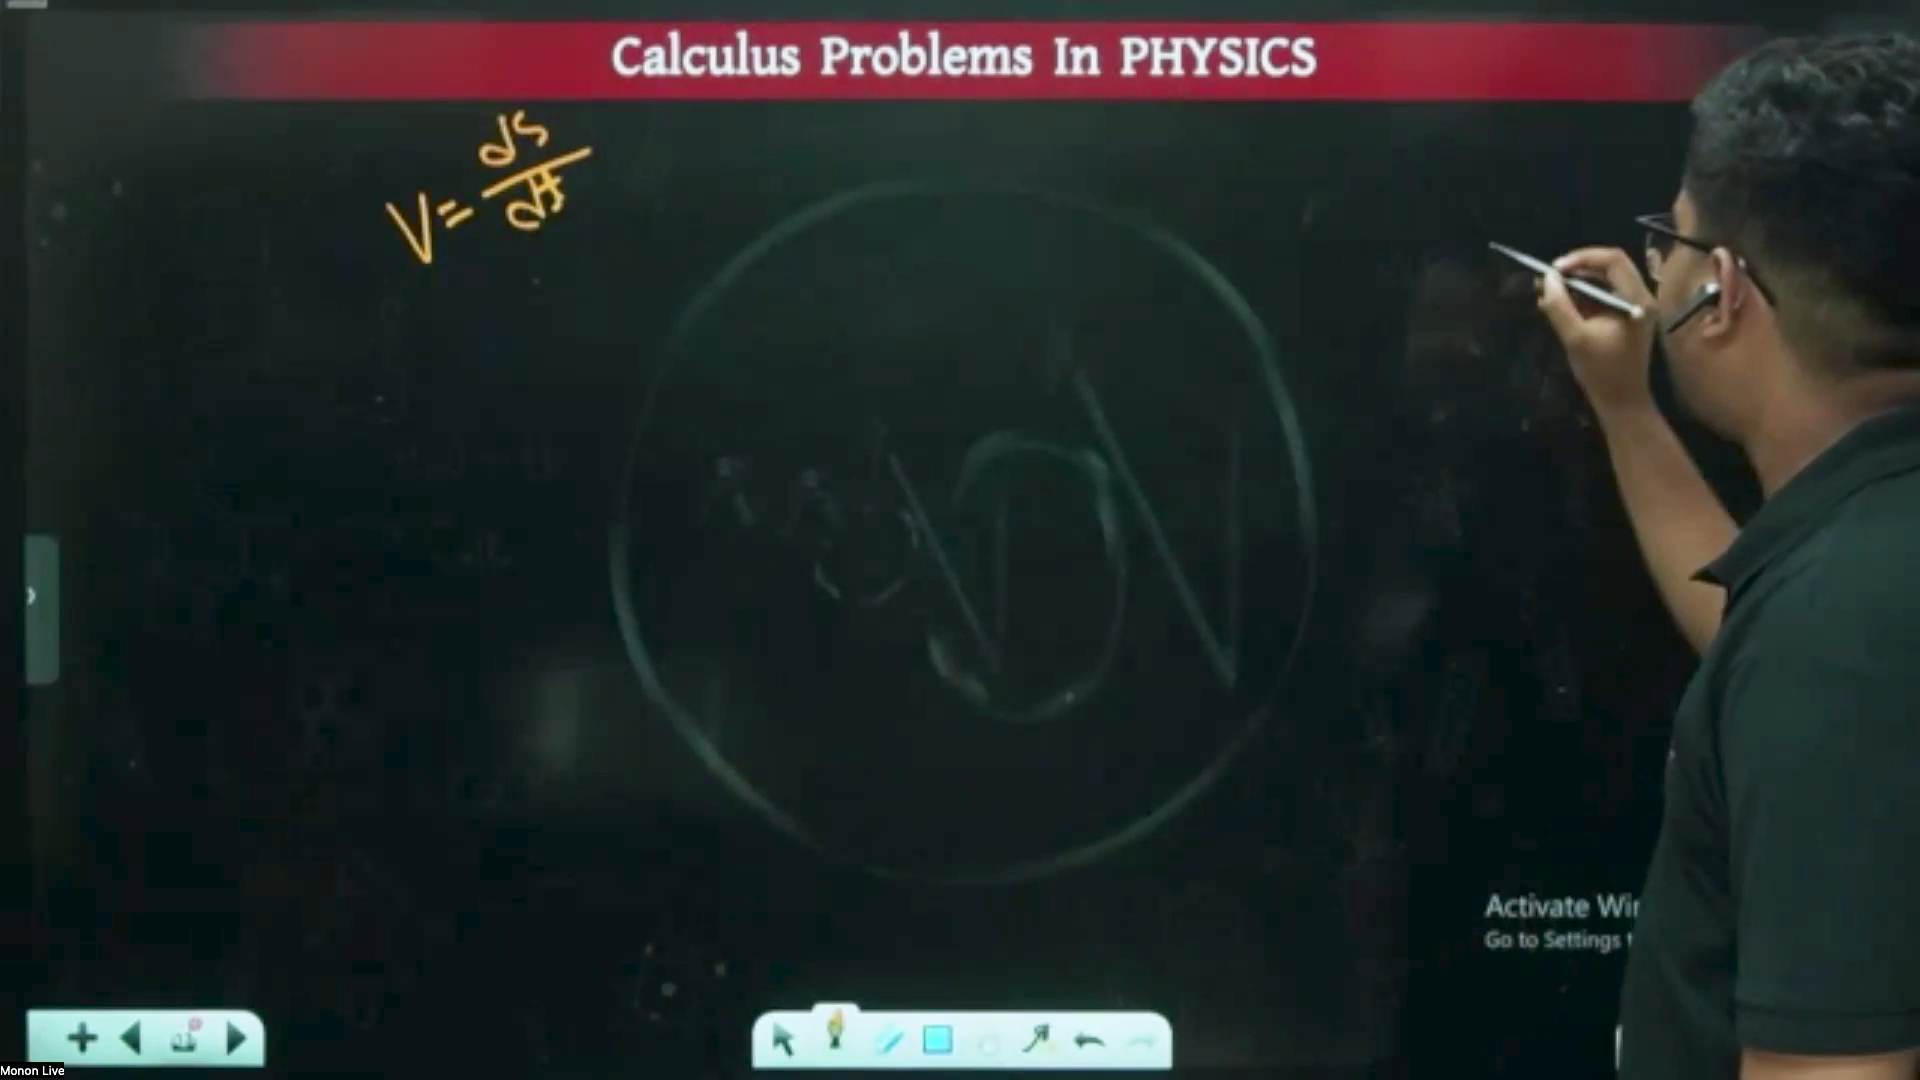 Calculus Problems In PHYSICS
V = ds/dt
Activate Wi
Go to Settings
Monon Live